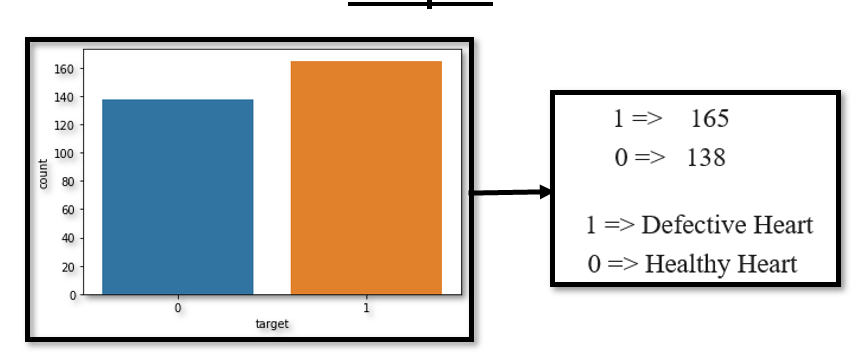 160
140
120
100
80
60
40
20
0
count
0 1
target
1 => 165
0 => 138
1 => Defective Heart
0 => Healthy Heart